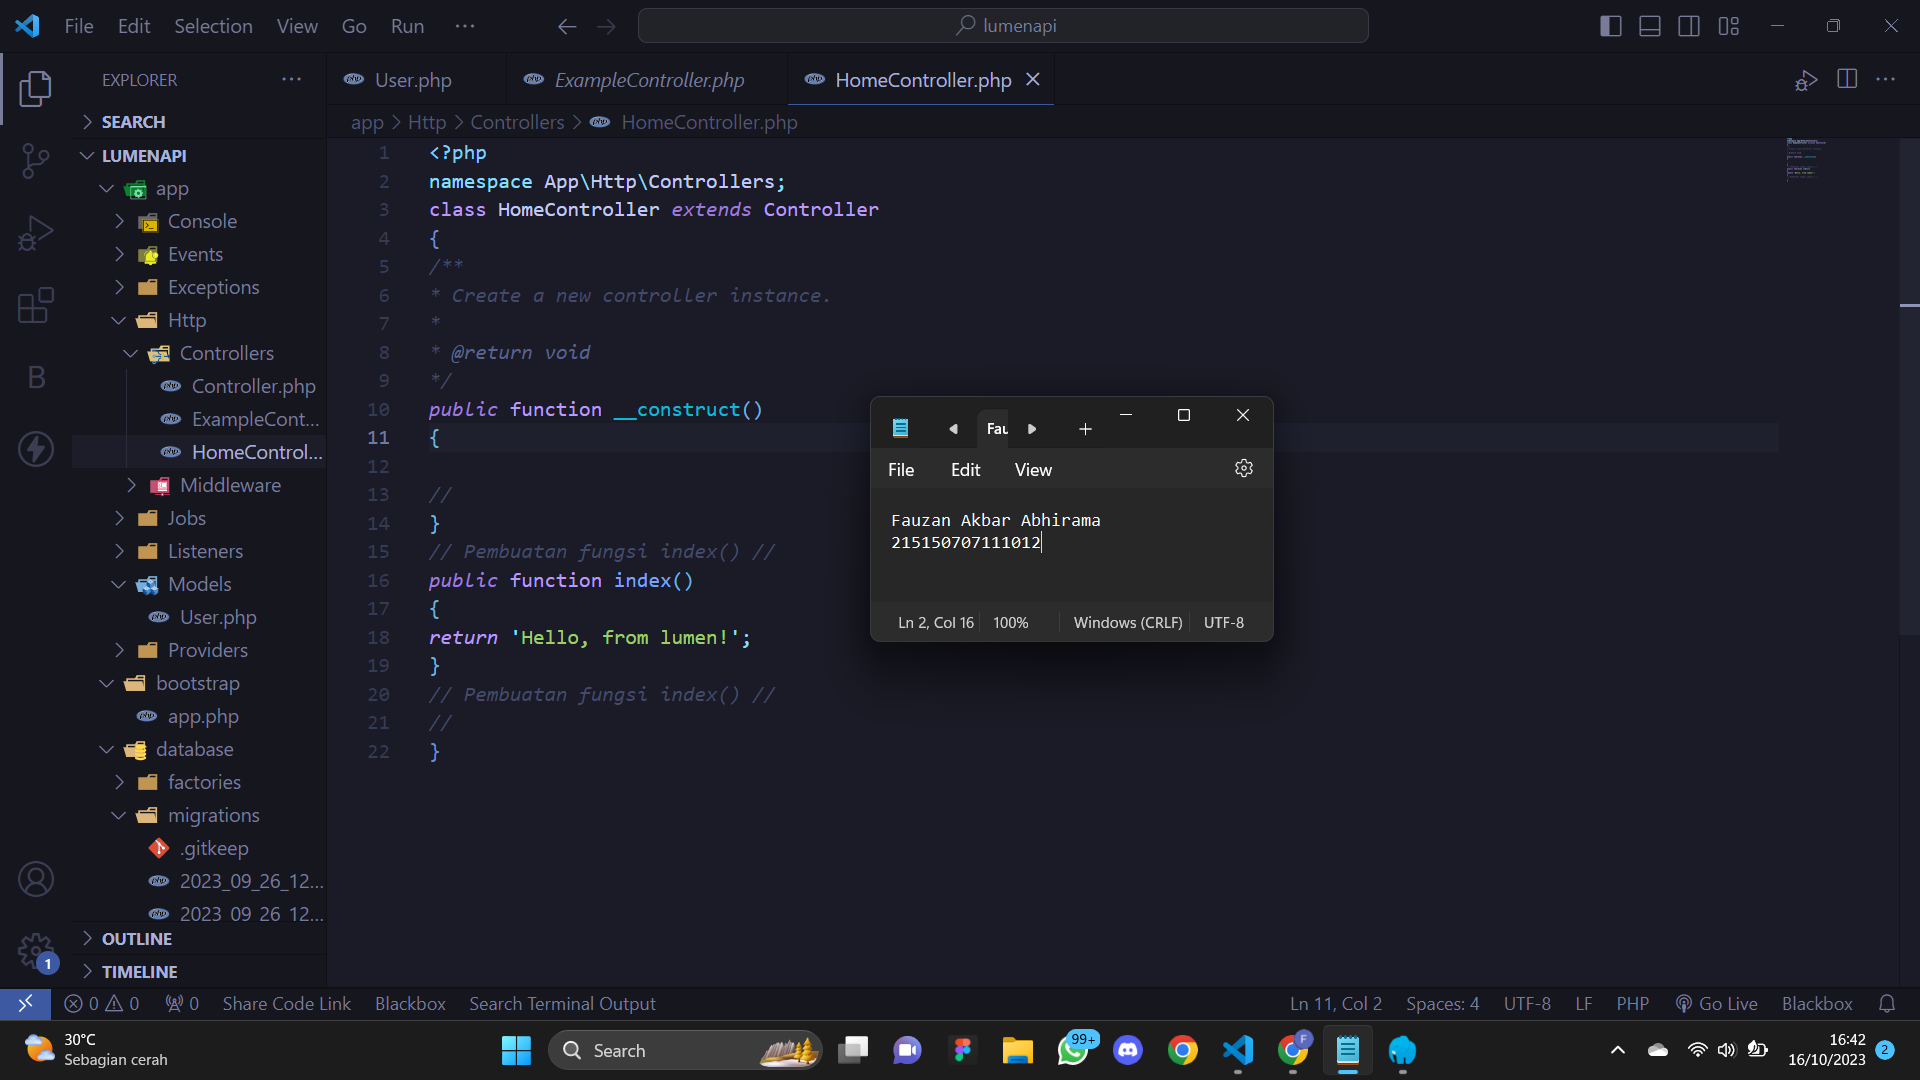 File Edit Selection View Go Run ··· lumenapi
EXPLORER ···
SEARCH
LUMENAPI
app
Console
Events
Exceptions
Http
Controllers
Controller.php
ExampleCont...
HomeControl...
Middleware
Jobs
Listeners
Models
User.php
Providers
bootstrap
app.php
database
factories
migrations
.gitkeep
2023_09_26_12...
2023_09_26_12...
OUTLINE
TIMELINE
B
1
User.php ExampleController.php HomeController.php
app > Http > Controllers > HomeController.php
1 <?php
2 namespace App\Http\Controllers;
3 class HomeController extends Controller
4 {
5 /**
6 * Create a new controller instance.
7 *
8 * @return void
9 */
10 public function __construct()
11 {
12
13 //
14 }
15 // Pembuatan fungsi index() //
16 public function index()
17 {
18 return 'Hello, from lumen!';
19 }
20 // Pembuatan fungsi index() //
21 //
22 }
Fau
File Edit View
Fauzan Akbar Abhirama
215150707111012
Ln 2, Col 16 100% Windows (CRLF) UTF-8
0 0 0 Share Code Link Blackbox Search Terminal Output Ln 11, Col 2 Spaces: 4 UTF-8 LF PHP Go Live Blackbox
30°C
Sebagian cerah
Search
99+
F
16:42
16/10/2023
2